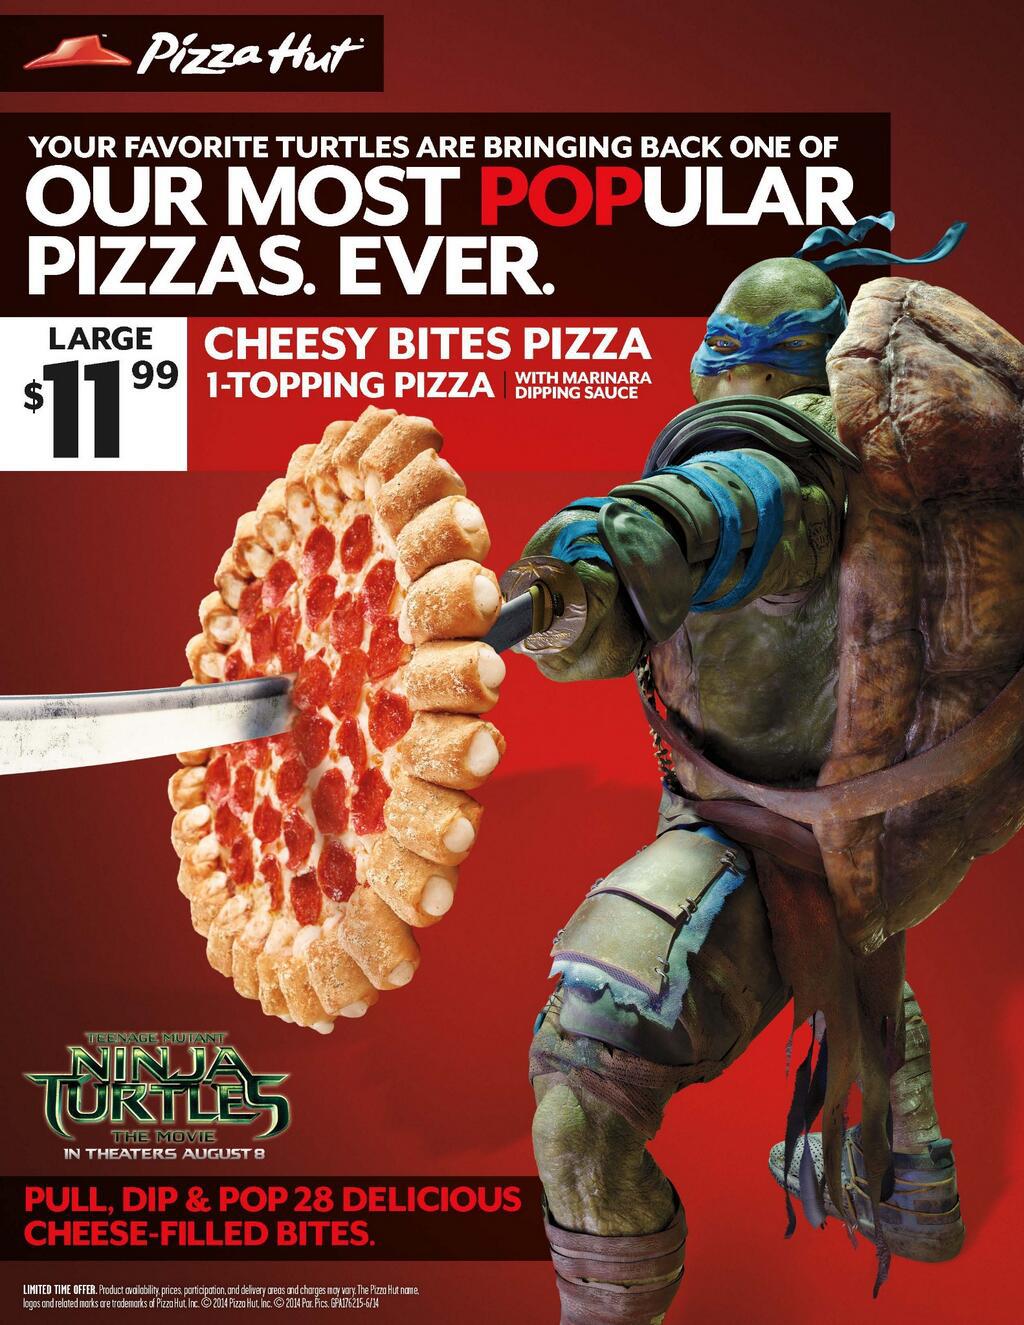 Pizza Hut
YOUR FAVORITE TURTLES ARE BRINGING BACK ONE OF
OUR MOST POPULAR
PIZZAS. EVER.
LARGE
$11 99
CHEESY BITES PIZZA
1-TOPPING PIZZA
WITH MARINARA
DIPPING SAUCE
TEENAGE MUTANT
NINJA
TURTLES
THE MOVIE
IN THEATERS AUGUST 8
PULL, DIP & POP 28 DELICIOUS
CHEESE-FILLED BITES.
LIMITED TIME OFFER. Product availability, prices, participation, and delivery areas and charges may vary. The Pizza Hut name,
logos and related marks are trademarks of Pizza Hut, Inc. © 2014 Pizza Hut, Inc. © 2014 Par. Pics. GPA176215-6/14